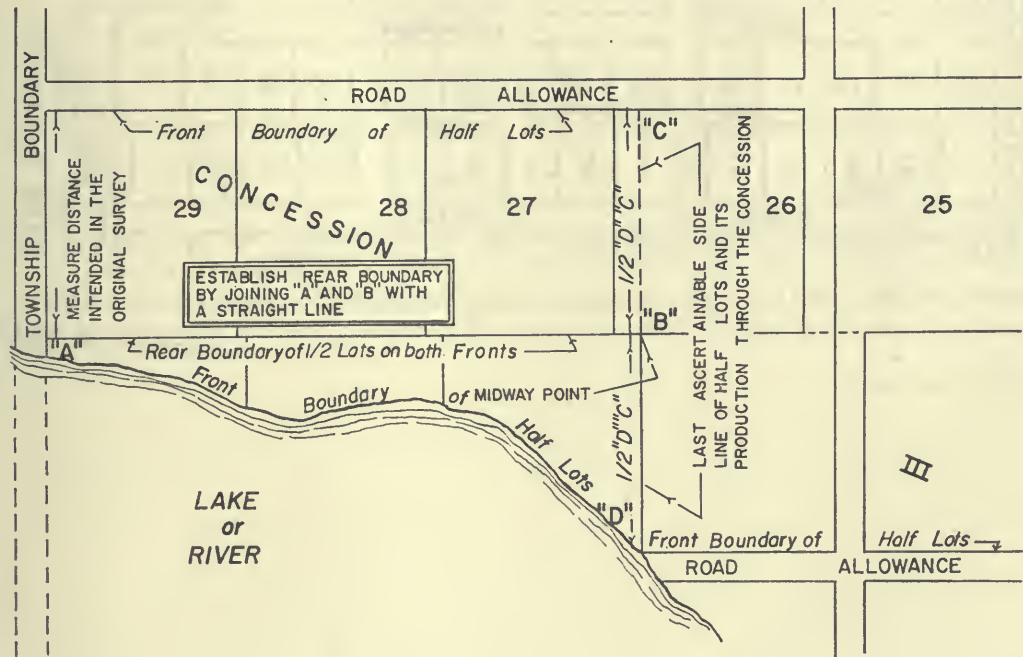 ROAD ALLOWANCE
TOWNSHIP BOUNDARY
MEASURE DISTANCE
INTENDED IN THE
ORIGINAL SURVEY
Front Boundary of Half Lots
CONCESSION
29
28
27
26
25
"C"
1/2 "D" "C"
LAST ASCERTAINABLE SIDE
LINE OF HALF LOTS AND ITS
PRODUCTION THROUGH THE CONCESSION
ESTABLISH REAR BOUNDARY
BY JOINING "A" AND "B" WITH
A STRAIGHT LINE
"B"
"A"
Rear Boundary of 1/2 Lots on both Fronts
Front Boundary of Half Lots
MIDWAY POINT
1/2 "D" "C"
III
LAKE
or
RIVER
"D"
Front Boundary of Half Lots
ROAD ALLOWANCE